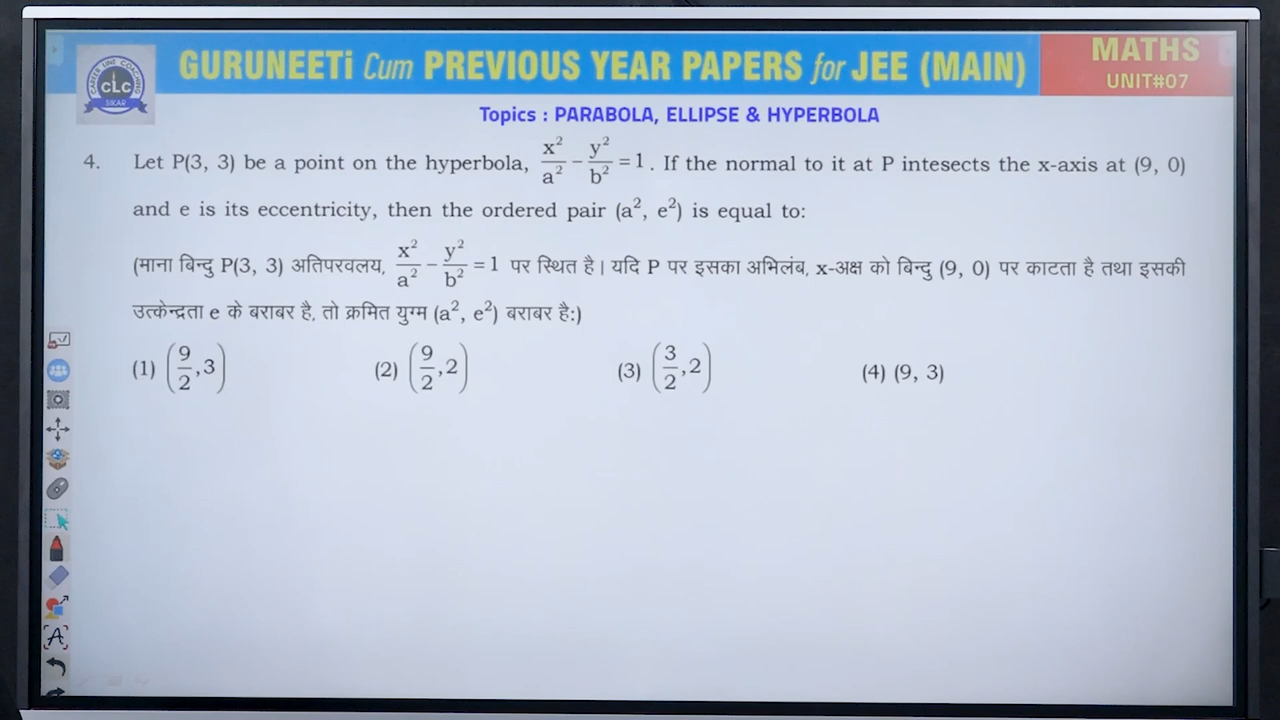 CAREER LINE COACHING
CLC
SIKAR
GURUNEETi Cum PREVIOUS YEAR PAPERS for JEE (MAIN)
MATHS
UNIT#07
Topics : PARABOLA, ELLIPSE & HYPERBOLA
4. Let P(3, 3) be a point on the hyperbola, x²/a² − y²/b² = 1. If the normal to it at P intesects the x-axis at (9, 0)
and e is its eccentricity, then the ordered pair (a², e²) is equal to:
(माना बिन्दु P(3, 3) अतिपरवलय, x²/a² − y²/b² = 1 पर स्थित है। यदि P पर इसका अभिलंब, x-अक्ष को बिन्दु (9, 0) पर काटता है तथा इसकी
उत्केन्द्रता e के बराबर है, तो क्रमित युग्म (a², e²) बराबर है:)
(1) (9/2, 3) (2) (9/2, 2) (3) (3/2, 2) (4) (9, 3)